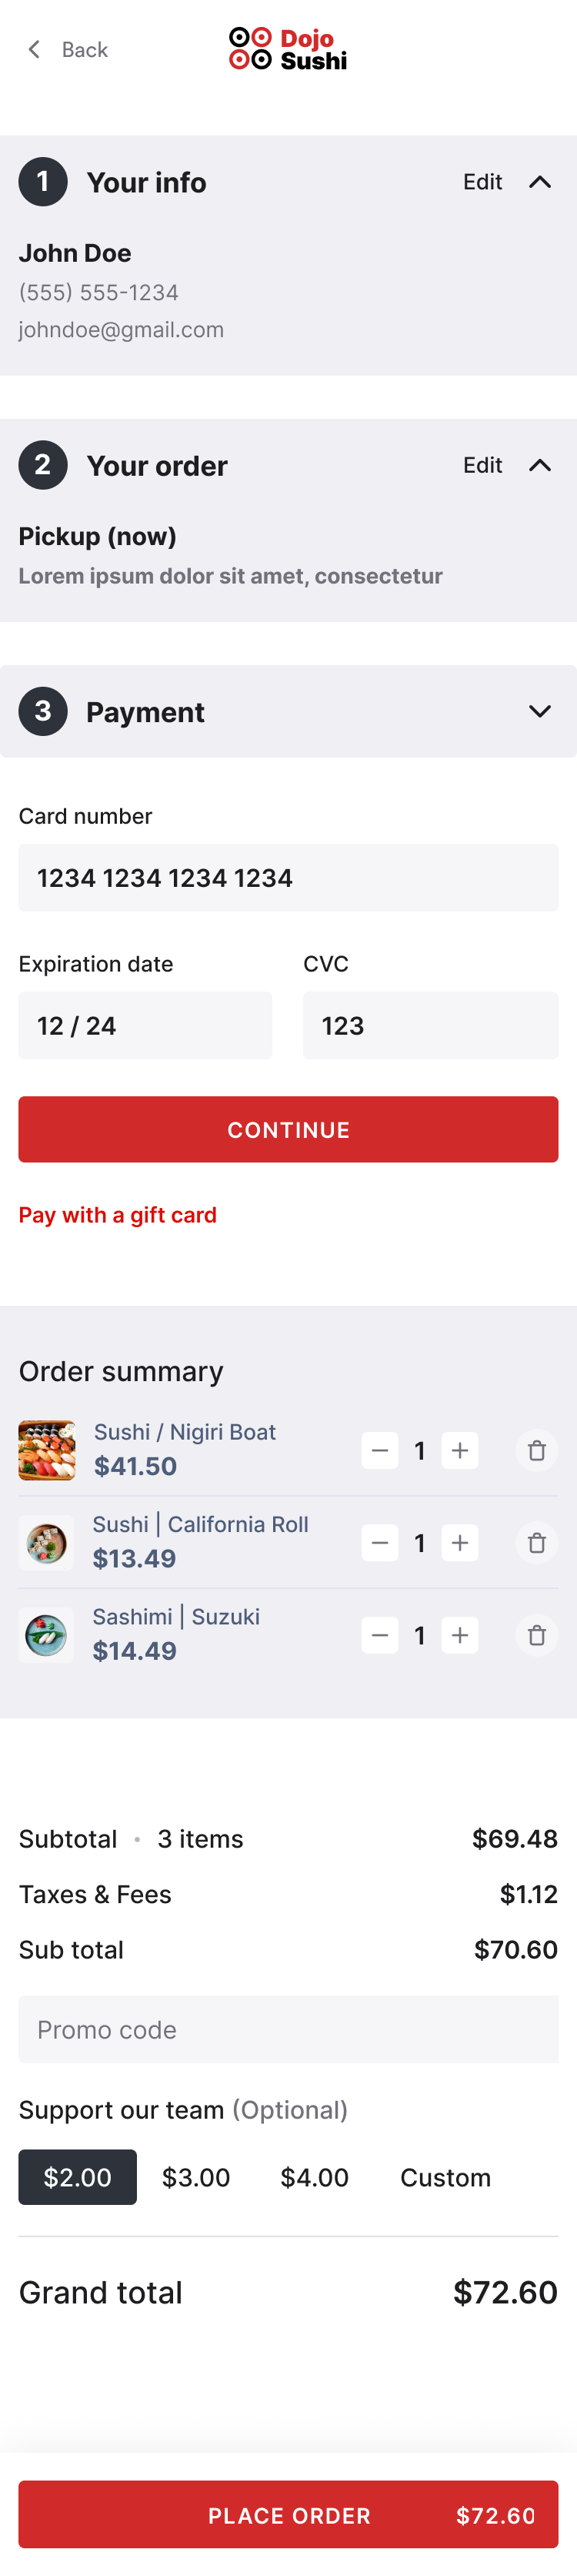 Back
Dojo
Sushi
1 Your info Edit
John Doe
(555) 555-1234
johndoe@gmail.com
2 Your order Edit
Pickup (now)
Lorem ipsum dolor sit amet, consectetur
3 Payment
Card number
1234 1234 1234 1234
Expiration date CVC
12 / 24 123
CONTINUE
Pay with a gift card
Order summary
Sushi / Nigiri Boat
$41.50 − 1 +
Sushi | California Roll
$13.49 − 1 +
Sashimi | Suzuki
$14.49 − 1 +
Subtotal • 3 items $69.48
Taxes & Fees $1.12
Sub total $70.60
Promo code
Support our team (Optional)
$2.00 $3.00 $4.00 Custom
Grand total $72.60
PLACE ORDER $72.60